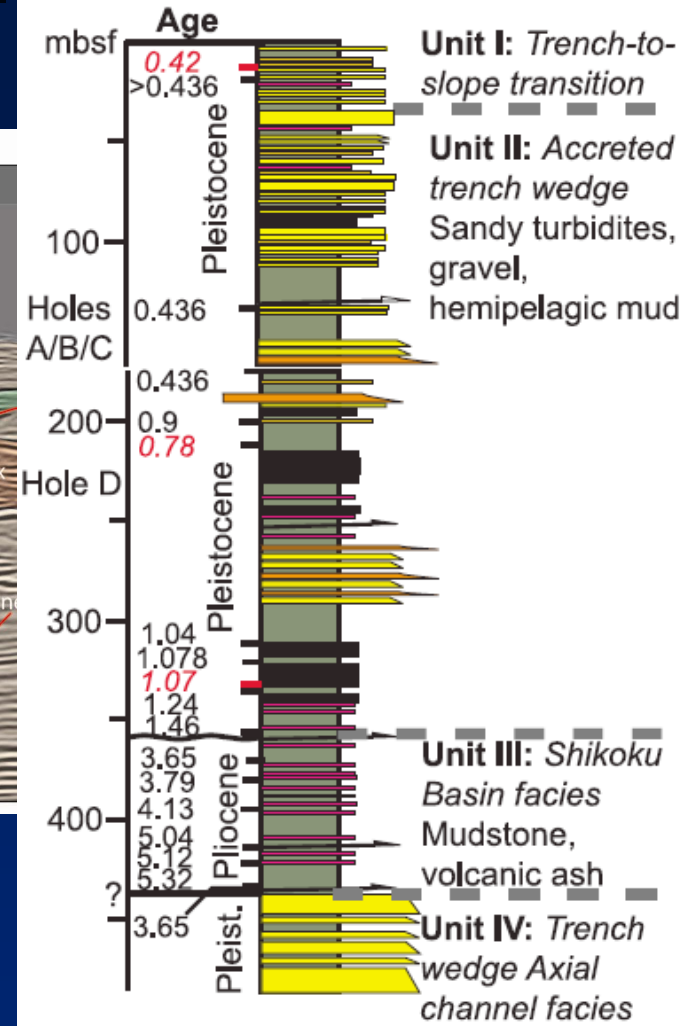 Age
mbsf
0.42
>0.436
Pleistocene
100
Holes
A/B/C
0.436
0.436
200
0.9
0.78
Hole D
Pleistocene
300
1.04
1.078
1.07
1.24
1.46
3.65
3.79
4.13
400
5.04
5.12
5.32
Pliocene
?
3.65
Pleist.
Unit I: Trench-to-
slope transition
Unit II: Accreted
trench wedge
Sandy turbidites,
gravel,
hemipelagic mud
Unit III: Shikoku
Basin facies
Mudstone,
volcanic ash
Unit IV: Trench
wedge Axial
channel facies